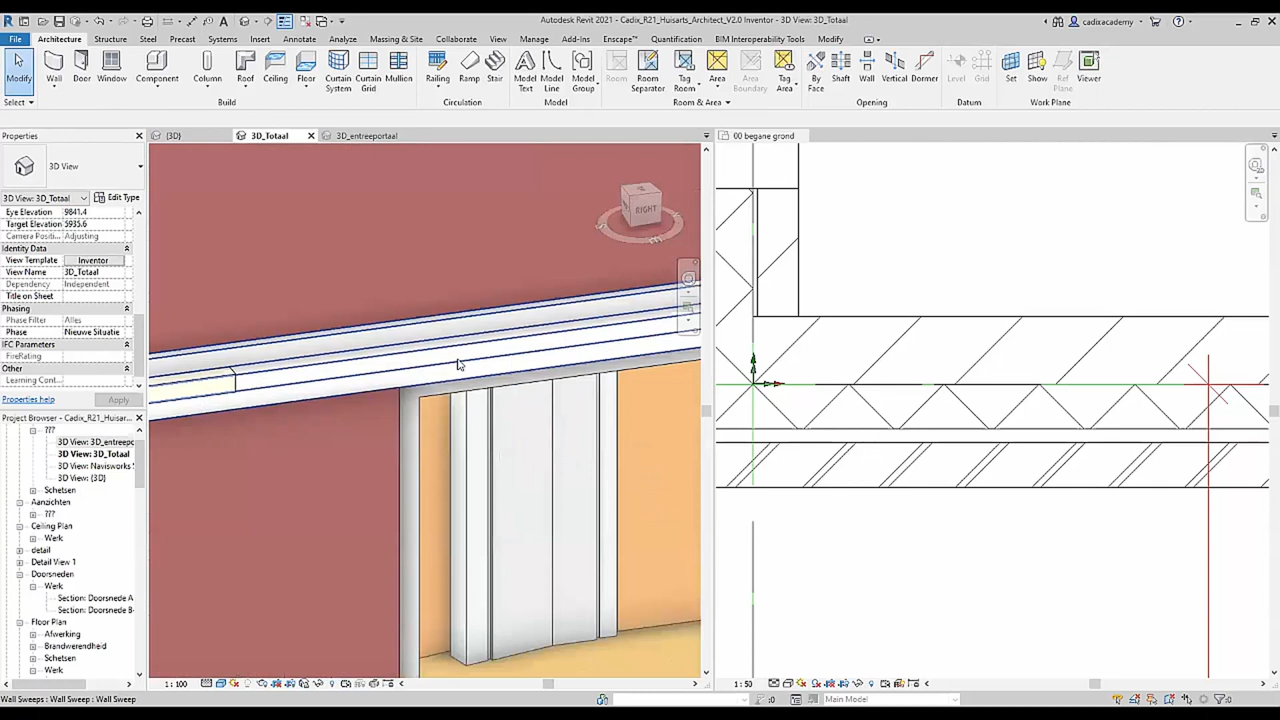 Autodesk Revit 2021 - Cadix_R21_Huisarts_Architect_V2.0 Inventor - 3D View: 3D_Totaal
cadixacademy
File Architecture Structure Steel Precast Systems Insert Annotate Analyze Massing & Site Collaborate View Manage Add-Ins Enscape™ Quantification BIM Interoperability Tools Modify
Modify Wall Door Window Component Column Roof Ceiling Floor Curtain System Curtain Grid Mullion Railing Ramp Stair Model Text Model Line Model Group Room Room Separator Tag Room Area Area Boundary Tag Area By Face Shaft Wall Vertical Dormer Level Grid Set Show Ref Plane Viewer
Select Build Circulation Model Room & Area Opening Datum Work Plane
Properties
{3D} 3D_Totaal 3D_entreeportaal 00 begane grond
3D View
3D View: 3D_Totaal Edit Type
Eye Elevation 9841.4
Target Elevation 5935.6
Camera Positi... Adjusting
Identity Data
View Template Inventor
View Name 3D_Totaal
Dependency Independent
Title on Sheet
Phasing
Phase Filter Alles
Phase Nieuwe Situatie
IFC Parameters
FireRating
Other
Learning Cont...
Properties help Apply
Project Browser - Cadix_R21_Huisart...
???
3D View: 3D_entreepo
3D View: 3D_Totaal
3D View: Navisworks
3D View: {3D}
Schetsen
Aanzichten
???
Ceiling Plan
Werk
detail
Detail View 1
Doorsneden
Werk
Section: Doorsnede A
Section: Doorsnede B
Floor Plan
Afwerking
Brandwerendheid
Schetsen
Werk
RIGHT
1 : 100
1 : 50
Wall Sweeps : Wall Sweep : Wall Sweep
:0
Main Model
:0